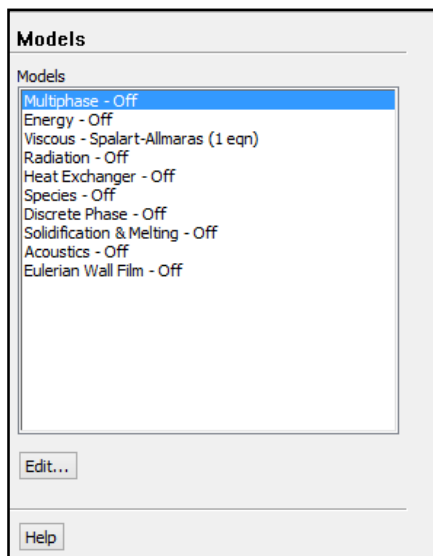 Models
Models
Multiphase - Off
Energy - Off
Viscous - Spalart-Allmaras (1 eqn)
Radiation - Off
Heat Exchanger - Off
Species - Off
Discrete Phase - Off
Solidification & Melting - Off
Acoustics - Off
Eulerian Wall Film - Off
Edit...
Help